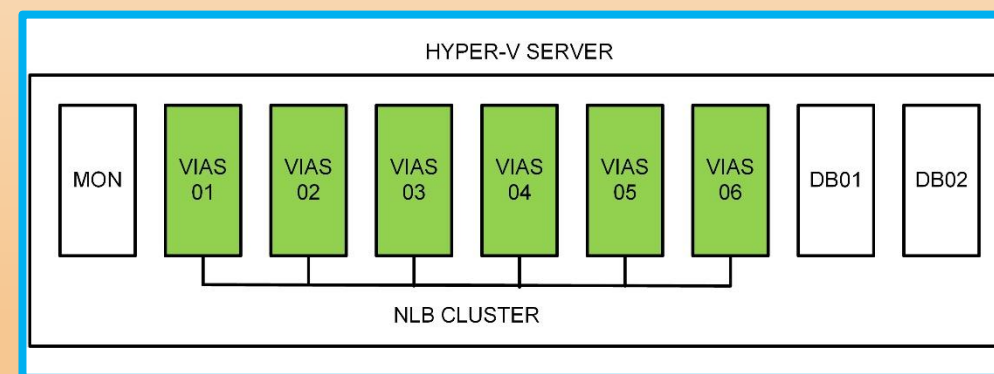 HYPER-V SERVER
MON
VIAS
01
VIAS
02
VIAS
03
VIAS
04
VIAS
05
VIAS
06
DB01
DB02
NLB CLUSTER